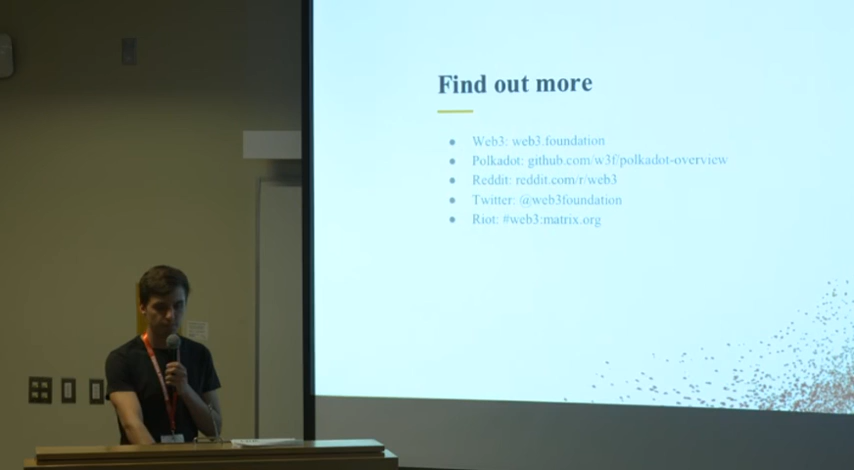 Find out more
Web3: web3.foundation
Polkadot: github.com/w3f/polkadot-overview
Reddit: reddit.com/r/web3
Twitter: @web3foundation
Riot: #web3:matrix.org